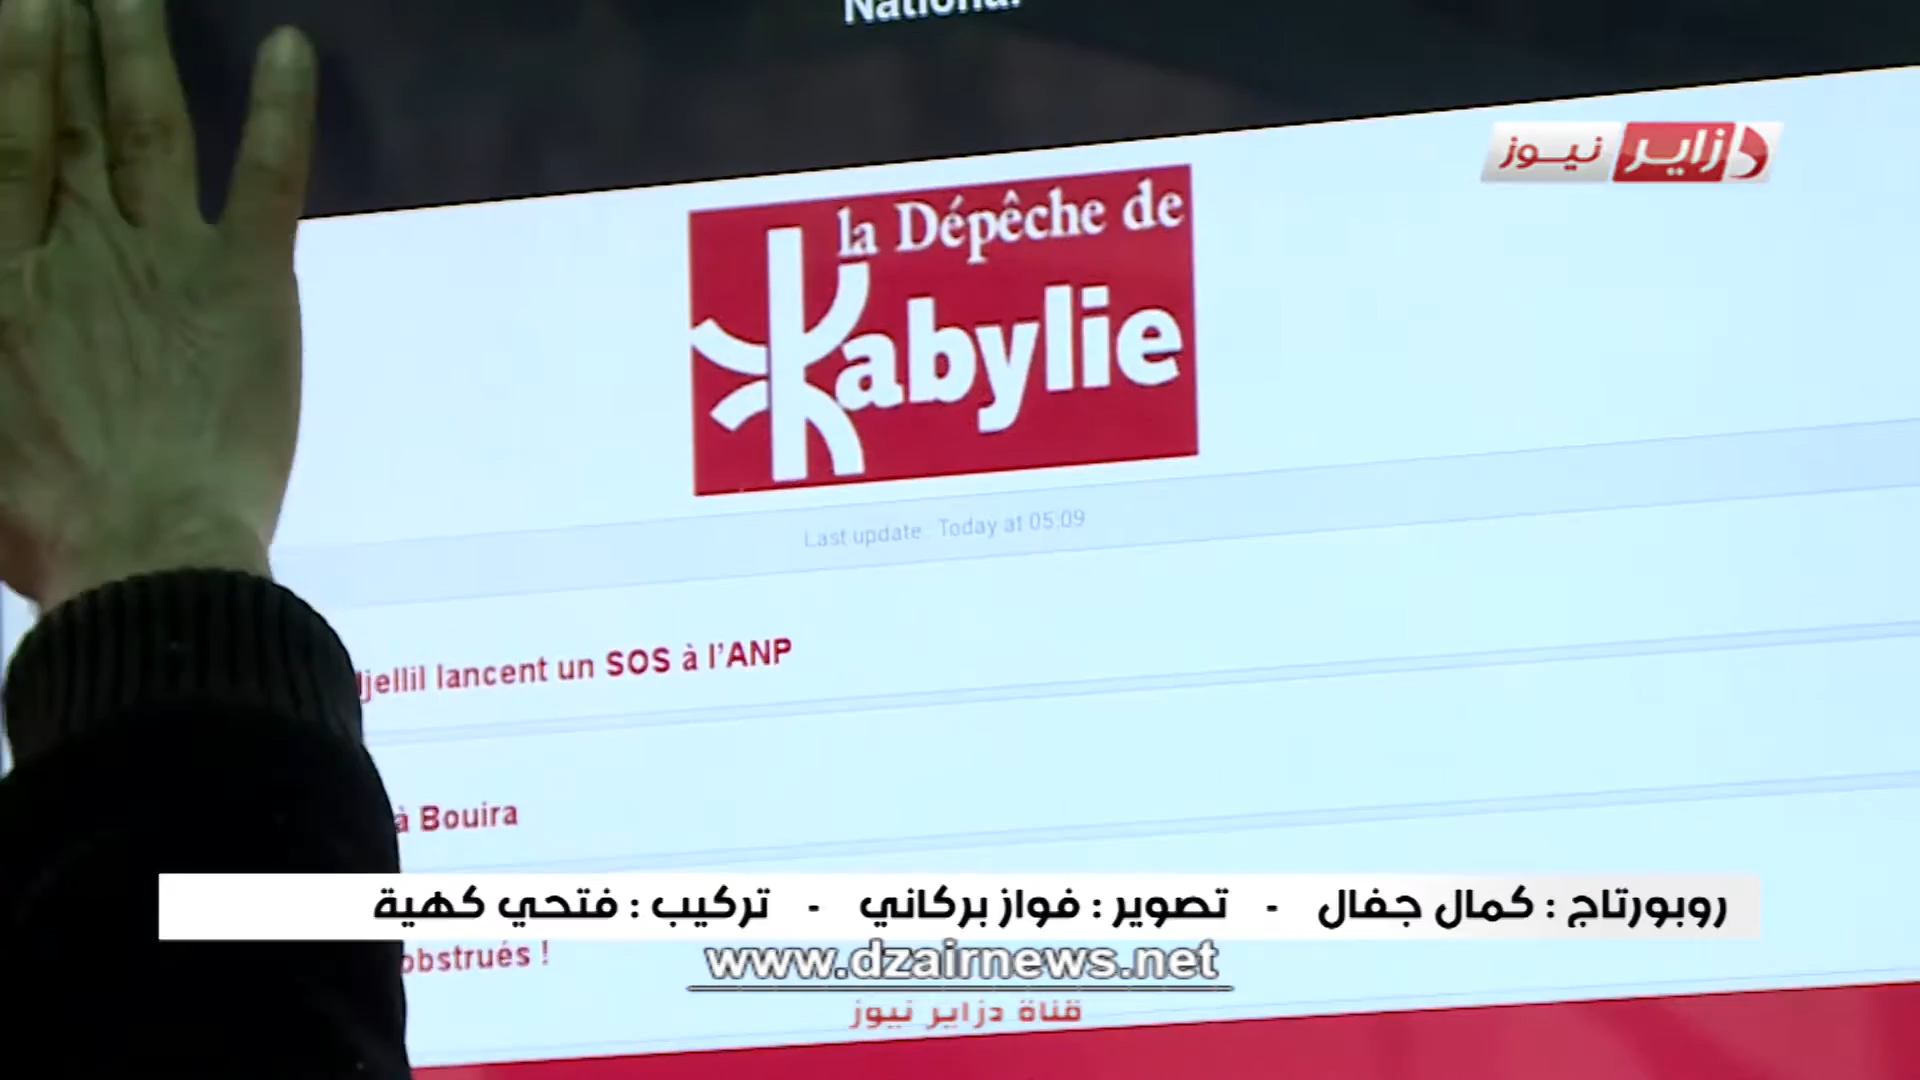 National
دزاير نيوز
la Dépêche de
Kabylie
Last update: Today at 05:09
djellil lancent un SOS à l'ANP
à Bouira
روبورتاج : كمال جفال - تصوير : فواز بركاني - تركيب : فتحي كهية
obstrués !
www.dzairnews.net
قناة دزاير نيوز